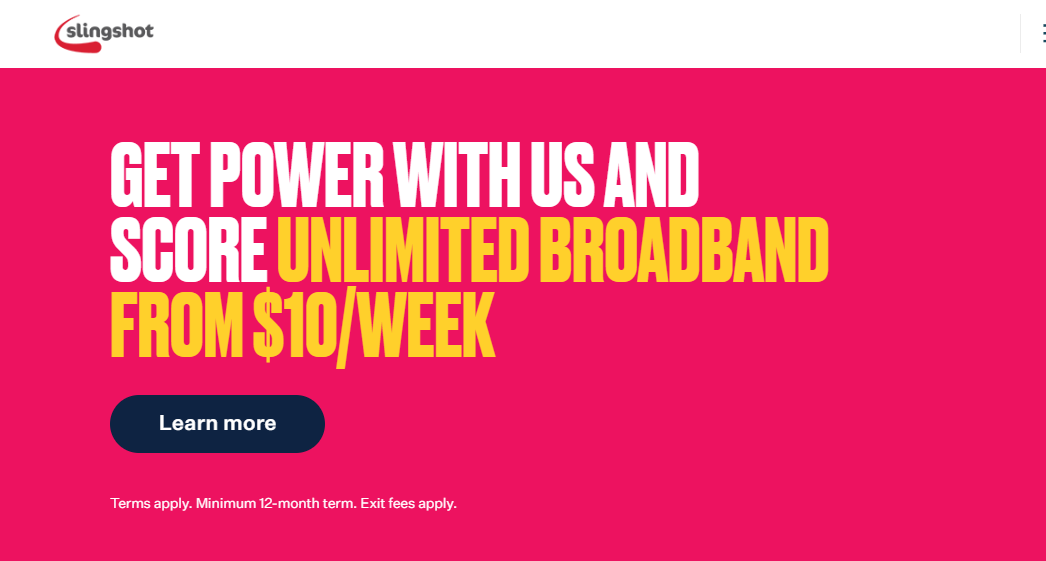 slingshot
GET POWER WITH US AND
SCORE UNLIMITED BROADBAND
FROM $10/WEEK
Learn more
Terms apply. Minimum 12-month term. Exit fees apply.